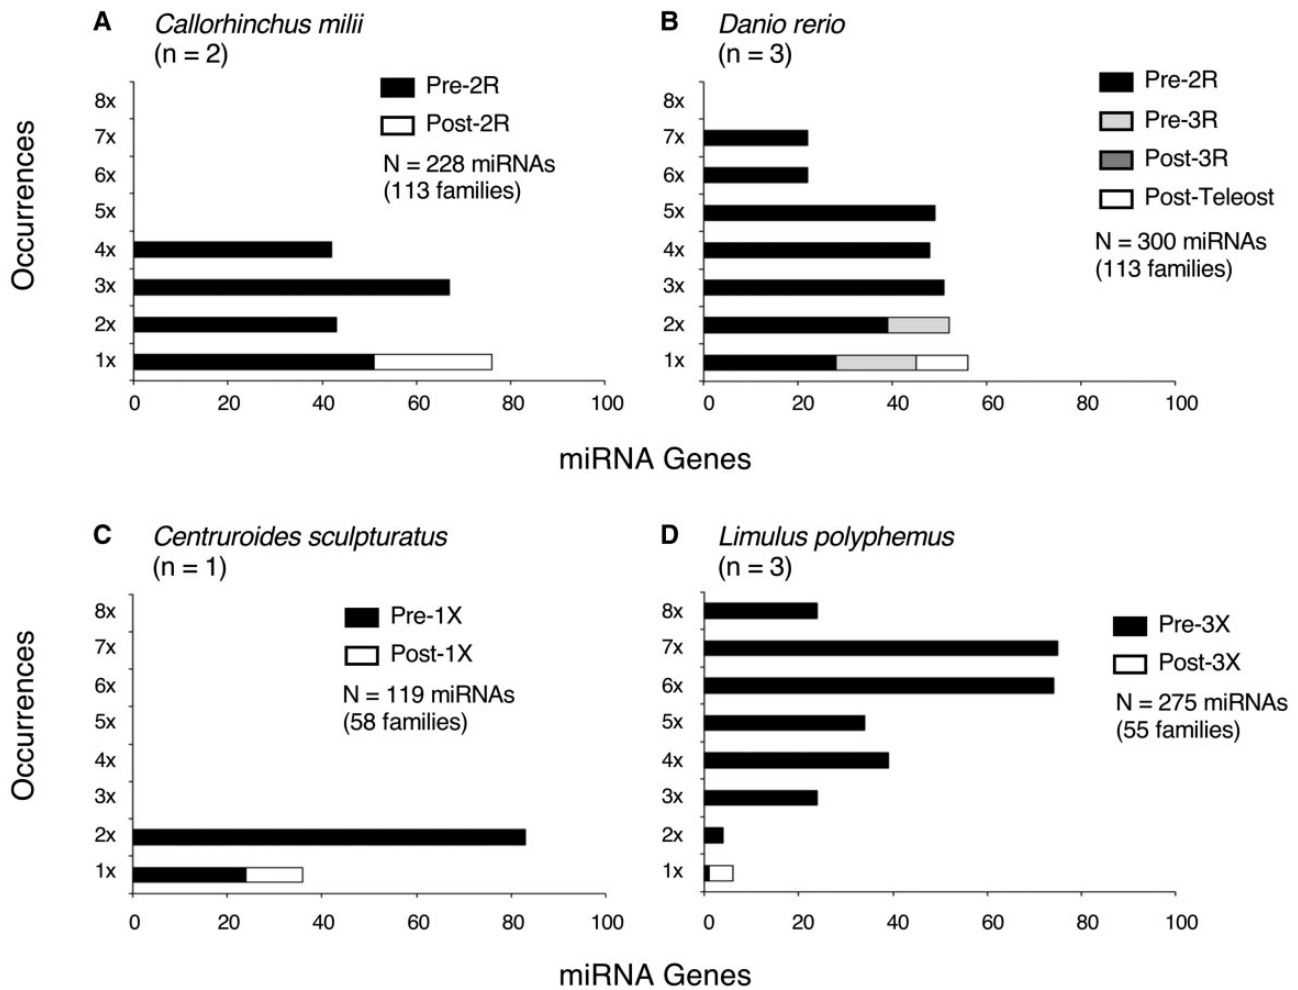 A Callorhinchus milii
(n = 2)
Pre-2R
Post-2R
N = 228 miRNAs
(113 families)
Occurrences
8x
7x
6x
5x
4x
3x
2x
1x
0 20 40 60 80 100
B Danio rerio
(n = 3)
Pre-2R
Pre-3R
Post-3R
Post-Teleost
N = 300 miRNAs
(113 families)
8x
7x
6x
5x
4x
3x
2x
1x
0 20 40 60 80 100
miRNA Genes
C Centruroides sculpturatus
(n = 1)
Pre-1X
Post-1X
N = 119 miRNAs
(58 families)
Occurrences
8x
7x
6x
5x
4x
3x
2x
1x
0 20 40 60 80 100
D Limulus polyphemus
(n = 3)
Pre-3X
Post-3X
N = 275 miRNAs
(55 families)
8x
7x
6x
5x
4x
3x
2x
1x
0 20 40 60 80 100
miRNA Genes